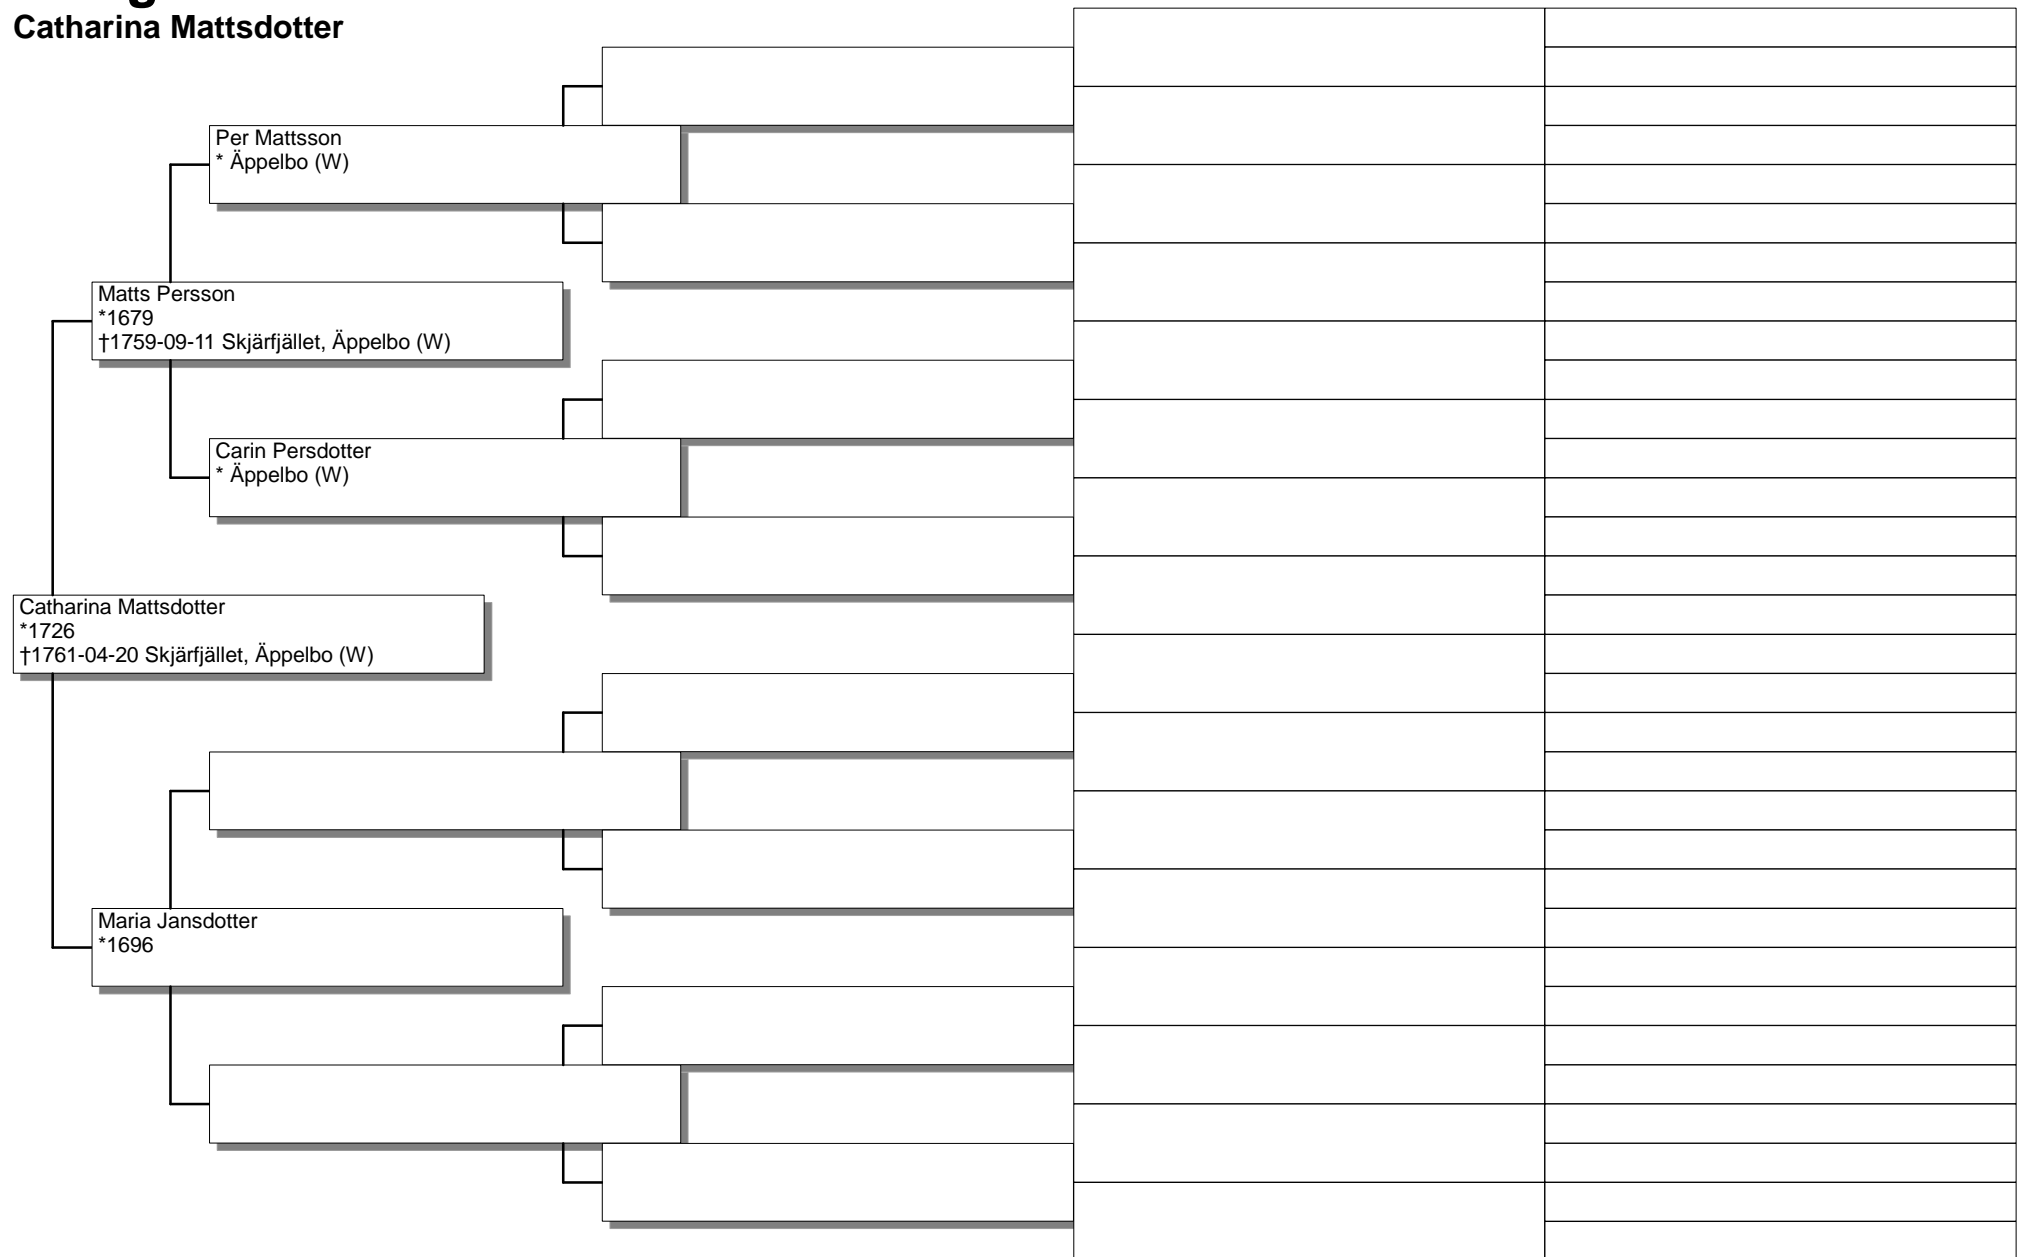 Catharina Mattsdotter
Per Mattsson
* Äppelbo (W)
Matts Persson
*1679
†1759-09-11 Skjärfjället, Äppelbo (W)
Carin Persdotter
* Äppelbo (W)
Catharina Mattsdotter
*1726
†1761-04-20 Skjärfjället, Äppelbo (W)
Maria Jansdotter
*1696